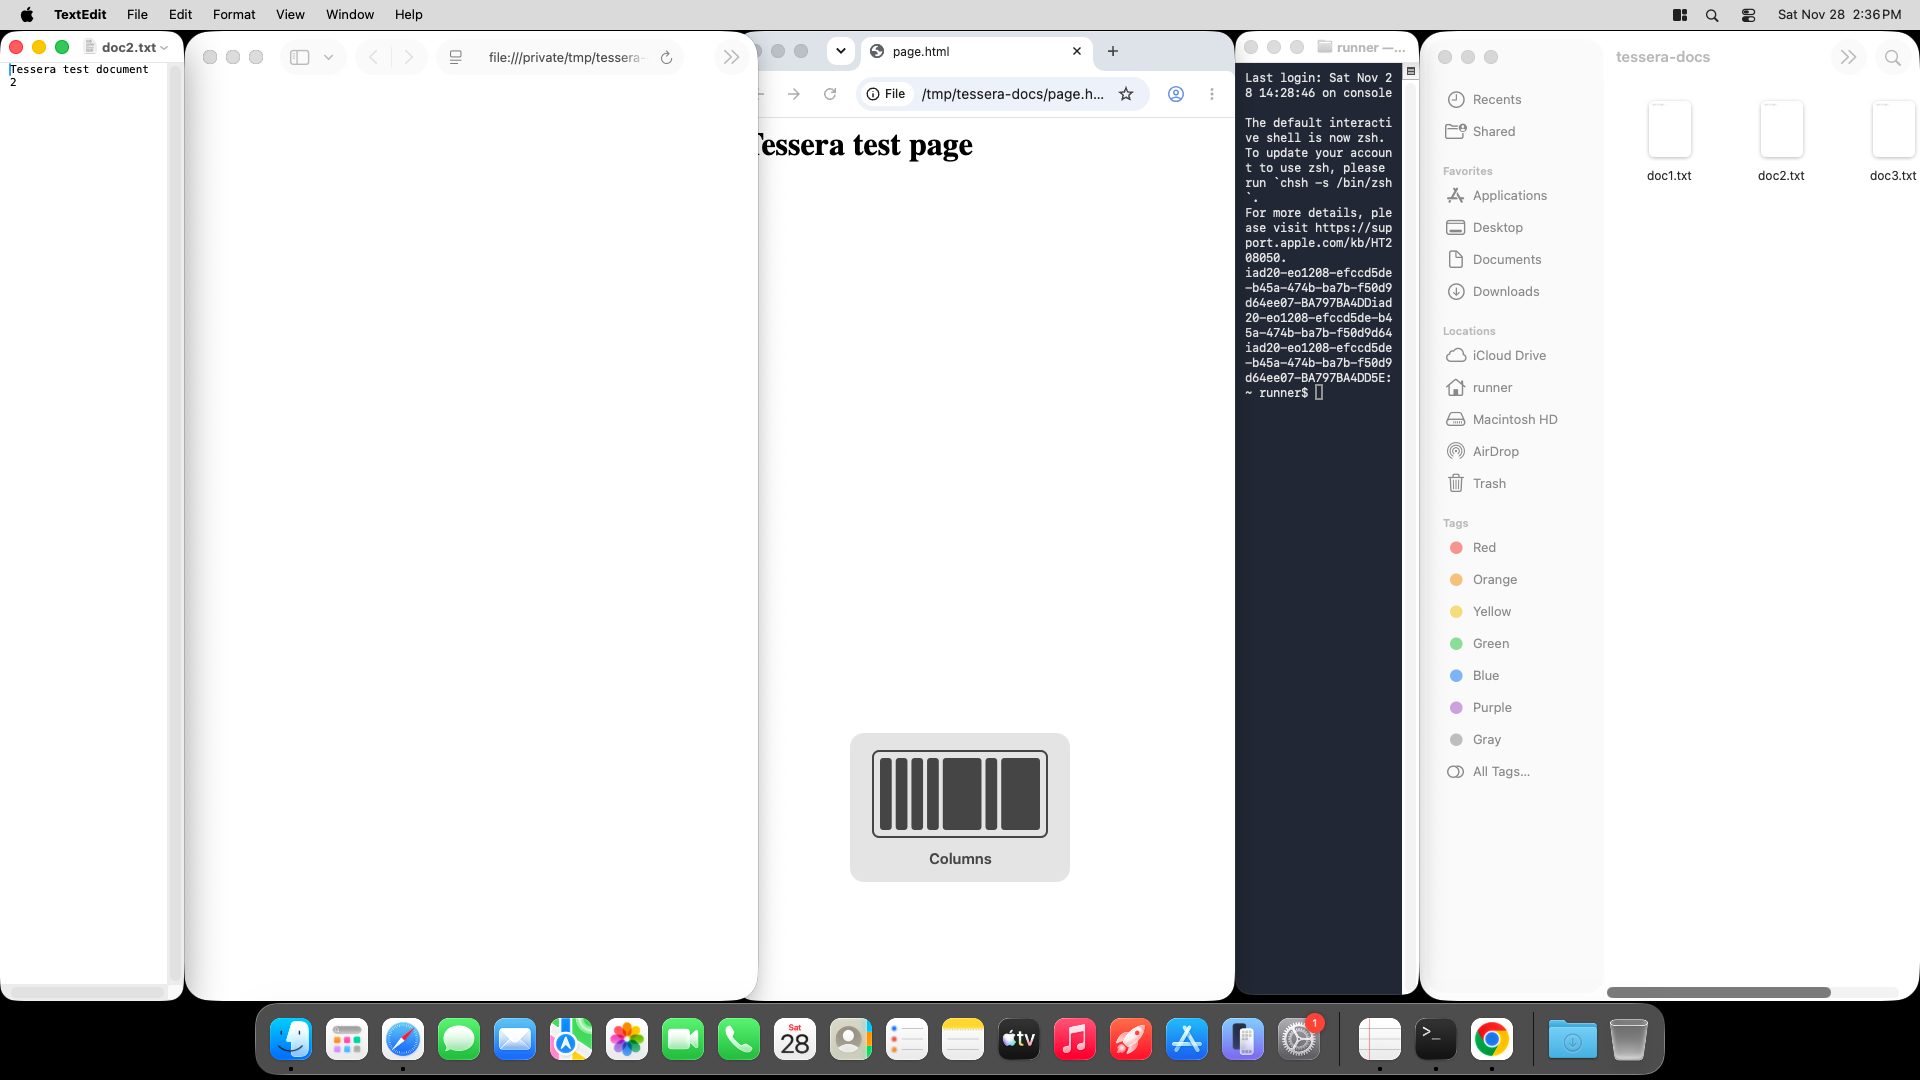 TextEdit File Edit Format View Window Help
Sat Nov 28 2:36 PM
doc2.txt
Tessera test document
2
file:///private/tmp/tessera-
page.html
File
/tmp/tessera-docs/page.h...
Tessera test page
runner —...
Last login: Sat Nov 2
8 14:28:46 on console
The default interacti
ve shell is now zsh.
To update your accoun
t to use zsh, please
run `chsh -s /bin/zsh
`.
For more details, ple
ase visit https://sup
port.apple.com/kb/HT2
08050.
iad20-eo1208-efccd5de
-b45a-474b-ba7b-f50d9
d64ee07-BA797BA4DDiad
20-eo1208-efccd5de-b4
5a-474b-ba7b-f50d9d64
iad20-eo1208-efccd5de
-b45a-474b-ba7b-f50d9
d64ee07-BA797BA4DD5E:
~ runner$
tessera-docs
Recents
Shared
Favorites
Applications
Desktop
Documents
Downloads
Locations
iCloud Drive
runner
Macintosh HD
AirDrop
Trash
Tags
Red
Orange
Yellow
Green
Blue
Purple
Gray
All Tags...
doc1.txt
doc2.txt
doc3.txt
Columns
Sat
28
tv
1
>_